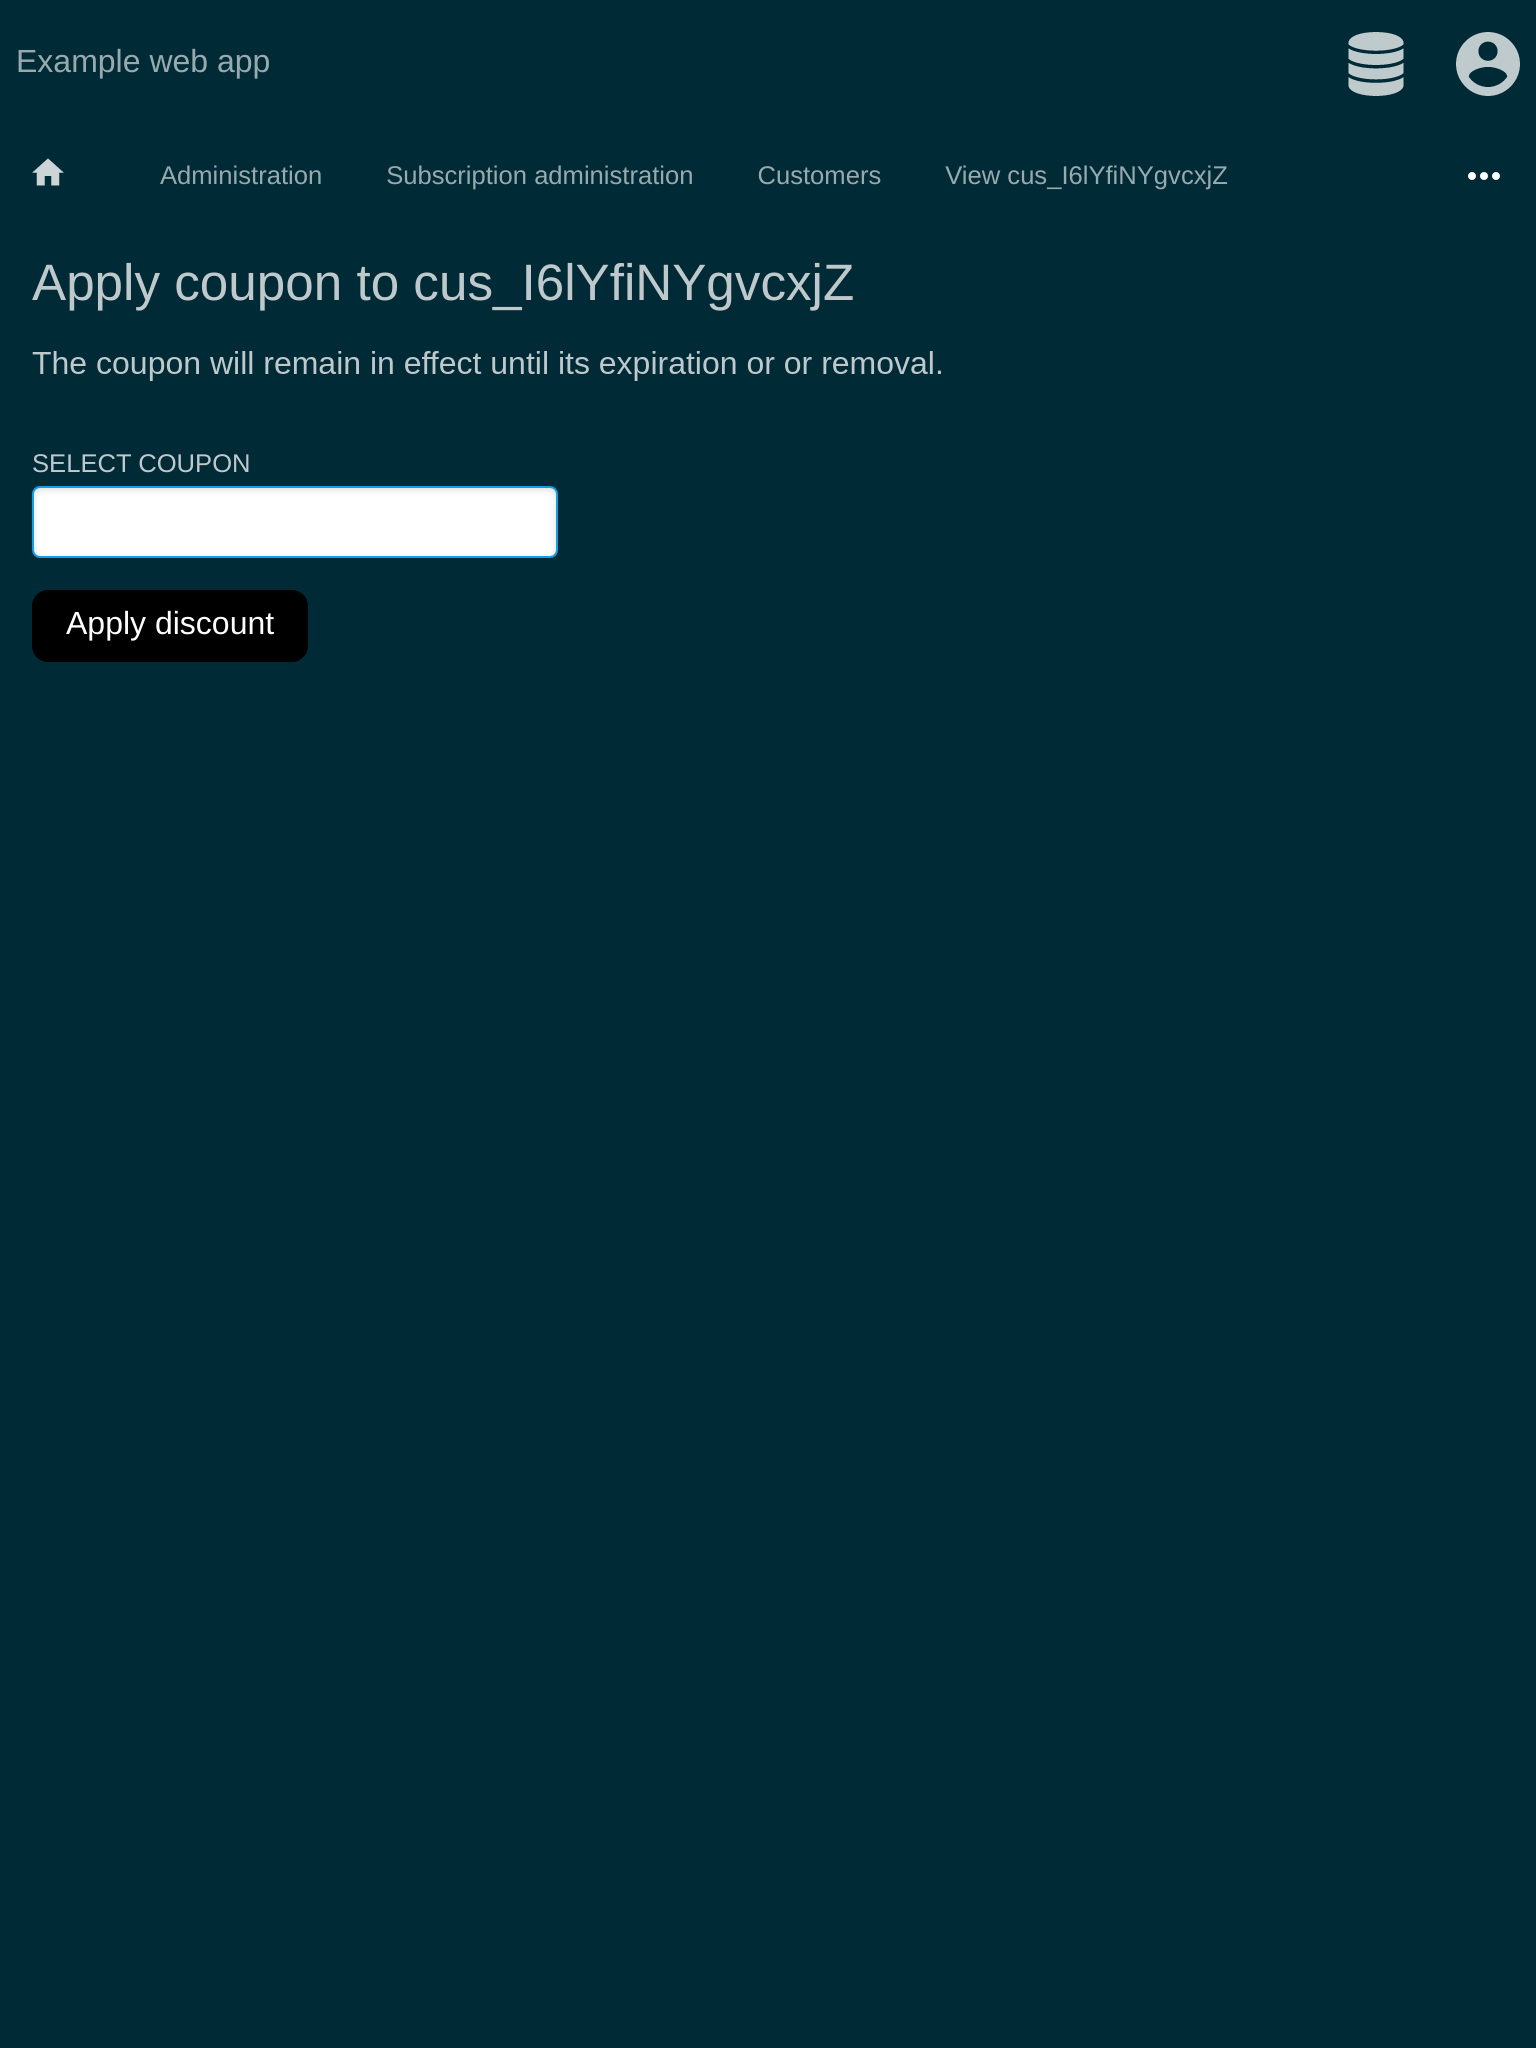 Example web app
Administration Subscription administration Customers View cus_I6lYfiNYgvcxjZ
Apply coupon to cus_I6lYfiNYgvcxjZ
The coupon will remain in effect until its expiration or or removal.
SELECT COUPON
Apply discount